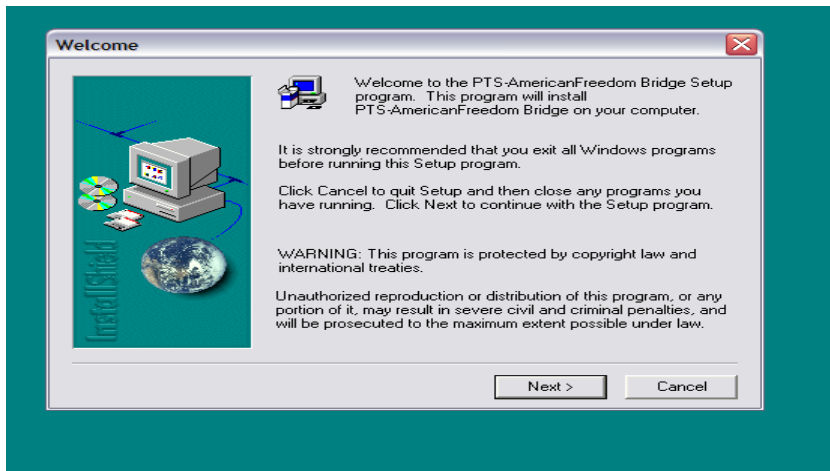 Welcome
Welcome to the PTS-AmericanFreedom Bridge Setup
program. This program will install
PTS-AmericanFreedom Bridge on your computer.
It is strongly recommended that you exit all Windows programs
before running this Setup program.
Click Cancel to quit Setup and then close any programs you
have running. Click Next to continue with the Setup program.
WARNING: This program is protected by copyright law and
international treaties.
Unauthorized reproduction or distribution of this program, or any
portion of it, may result in severe civil and criminal penalties, and
will be prosecuted to the maximum extent possible under law.
InstallShield
Next >
Cancel